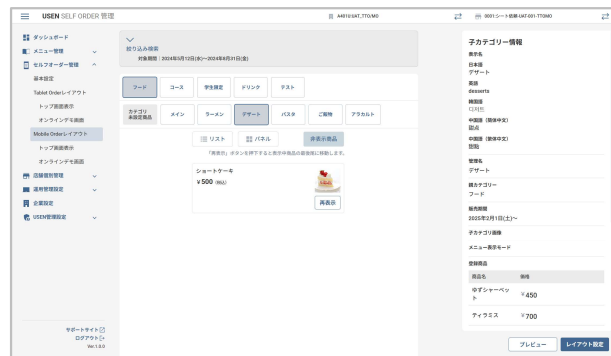 USEN SELF ORDER 管理
A4010:UAT_TTO/MO
0001:シート依頼-UAT-001-TTOMO
ダッシュボード
メニュー管理
セルフオーダー管理
基本設定
Tablet Orderレイアウト
トップ画面表示
オンラインデモ画面
Mobile Orderレイアウト
トップ画面表示
オンラインデモ画面
店舗個別管理
運用管理設定
企業設定
USEN管理設定
サポートサイト
ログアウト
Ver.1.0.0
絞り込み検索
対象期間：2024年5月12日(水)〜2024年8月31日(金)
フード
コース
学生限定
ドリンク
テスト
カテゴリ
未設定商品
メイン
ラーメン
デザート
パスタ
ご飯物
アラカルト
リスト
パネル
非表示商品
「再表示」ボタンを押下すると表示中商品の最後尾に移動します。
ショートケーキ
¥500 (税込)
再表示
子カテゴリー情報
表示名
日本語
デザート
英語
desserts
韓国語
디저트
中国語（簡体文）
甜点
中国語（繁体文）
甜點
管理名
デザート
親カテゴリー
フード
販売期間
2025年2月1日(土)〜
子カテゴリ画像
メニュー表示モード
登録商品
商品名
価格
ゆずシャーベッ
ト
¥450
ティラミス
¥700
プレビュー
レイアウト設定